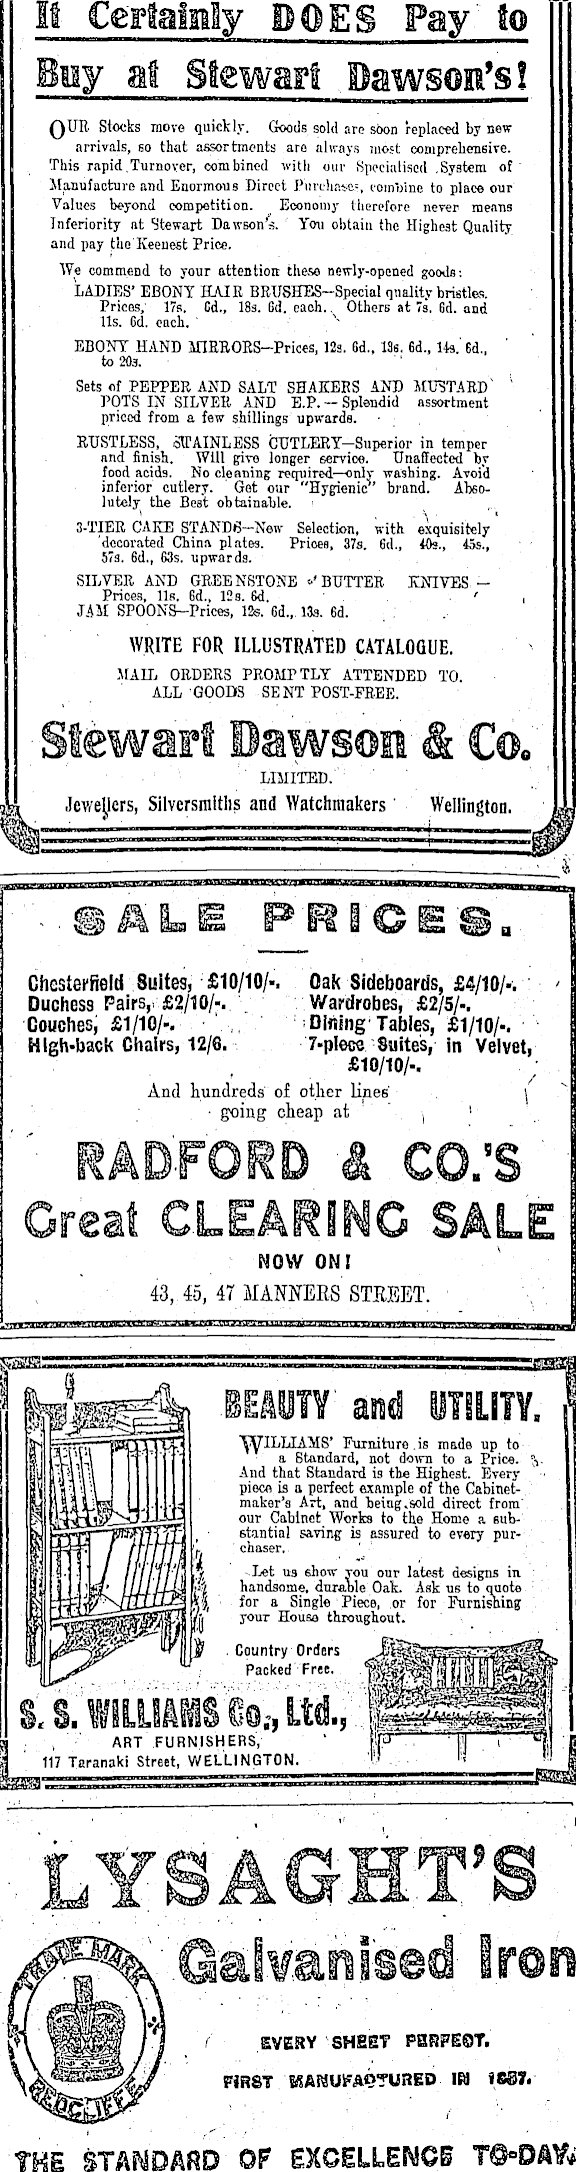 It Certainly DOES Pay to
Buy at Stewart Dawson's!
OUR Stocks move quickly. Goods sold are soon replaced by new
arrivals, so that assortments are always most comprehensive.
This rapid Turnover, combined with our Specialised System of
Manufacture and Enormous Direct Purchases, combine to place our
Values beyond competition. Economy therefore never means
Inferiority at Stewart Dawson's. You obtain the Highest Quality
and pay the Keenest Price.
We commend to your attention these newly-opened goods:
LADIES' EBONY HAIR BRUSHES—Special quality bristles.
Prices, 17s. 6d., 18s. 6d. each. Others at 7s. 6d. and
11s. 6d. each.
EBONY HAND MIRRORS—Prices, 12s. 6d., 13s. 6d., 14s. 6d.,
to 20s.
Sets of PEPPER AND SALT SHAKERS AND MUSTARD
POTS IN SILVER AND E.P.—Splendid assortment
priced from a few shillings upwards.
RUSTLESS, STAINLESS CUTLERY—Superior in temper
and finish. Will give longer service. Unaffected by
food acids. No cleaning required—only washing. Avoid
inferior cutlery. Get our "Hygienic" brand. Abso-
lutely the Best obtainable.
3-TIER CAKE STANDS—New Selection, with exquisitely
decorated China plates. Prices, 37s. 6d., 40s., 45s.,
57s. 6d., 63s. upwards.
SILVER AND GREENSTONE BUTTER KNIVES—
Prices, 11s. 6d., 12s. 6d.
JAM SPOONS—Prices, 12s. 6d., 13s. 6d.
WRITE FOR ILLUSTRATED CATALOGUE.
MAIL ORDERS PROMPTLY ATTENDED TO.
ALL GOODS SENT POST-FREE.
Stewart Dawson & Co.
LIMITED.
Jewellers, Silversmiths and Watchmakers Wellington.
SALE PRICES.
Chesterfield Suites, £10/10/-.
Duchess Pairs, £2/10/-.
Couches, £1/10/-.
High-back Chairs, 12/6.
Oak Sideboards, £4/10/-.
Wardrobes, £2/5/-.
Dining Tables, £1/10/-.
7-piece Suites, in Velvet,
£10/10/-.
And hundreds of other lines
going cheap at
RADFORD & CO.'S
Great CLEARING SALE
NOW ON!
43, 45, 47 MANNERS STREET.
BEAUTY and UTILITY.
WILLIAMS' Furniture is made up to
a Standard, not down to a Price.
And that Standard is the Highest. Every
piece is a perfect example of the Cabinet-
maker's Art, and being sold direct from
our Cabinet Works to the Home a sub-
stantial saving is assured to every pur-
chaser.
Let us show you our latest designs in
handsome, durable Oak. Ask us to quote
for a Single Piece, or for Furnishing
your House throughout.
Country Orders
Packed Free.
S. S. WILLIAMS Co., Ltd.,
ART FURNISHERS,
117 Taranaki Street, WELLINGTON.
LYSAGHT'S
Galvanised Iron
TRADE MARK
REDCLIFFE
EVERY SHEET PERFECT.
FIRST MANUFACTURED IN 1857.
THE STANDARD OF EXCELLENCE TO-DAY.